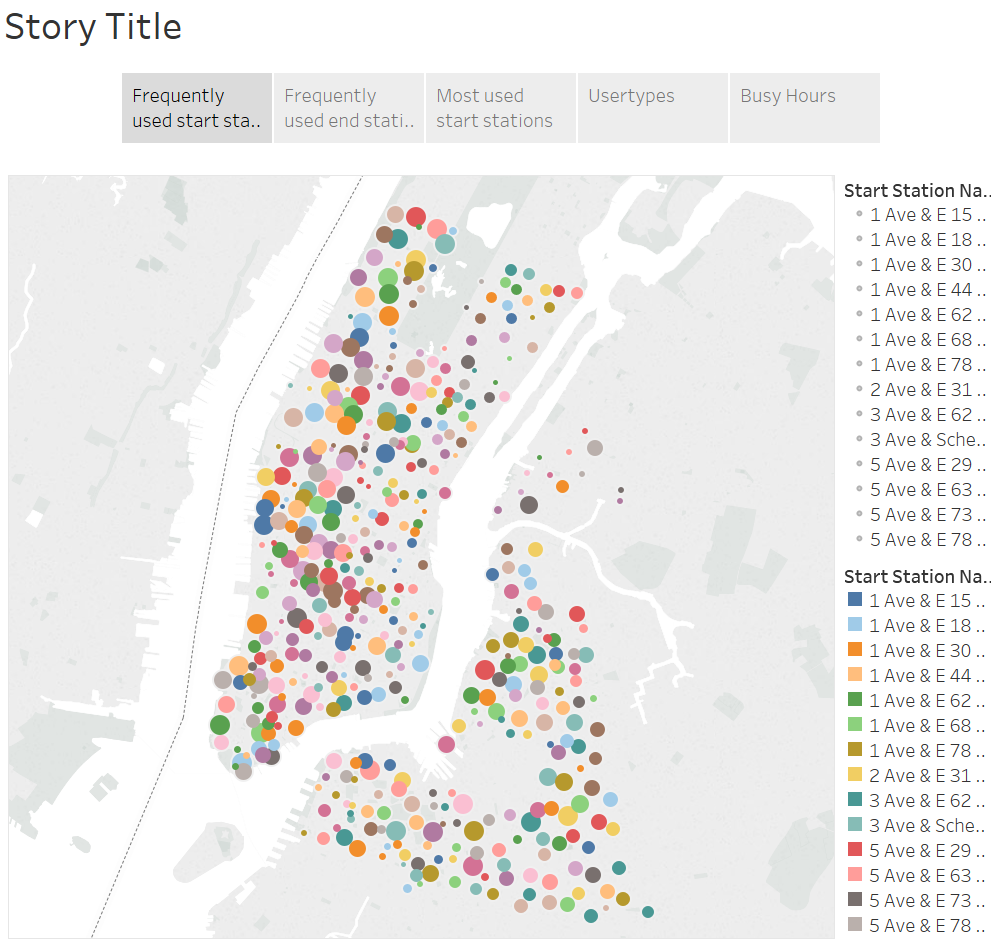 Story Title
Frequently
used start sta..
Frequently
used end stati..
Most used
start stations
Usertypes
Busy Hours
Start Station Na..
1 Ave & E 15 ..
1 Ave & E 18 ..
1 Ave & E 30 ..
1 Ave & E 44 ..
1 Ave & E 62 ..
1 Ave & E 68 ..
1 Ave & E 78 ..
2 Ave & E 31 ..
3 Ave & E 62 ..
3 Ave & Sche..
5 Ave & E 29 ..
5 Ave & E 63 ..
5 Ave & E 73 ..
5 Ave & E 78 ..
Start Station Na..
1 Ave & E 15 ..
1 Ave & E 18 ..
1 Ave & E 30 ..
1 Ave & E 44 ..
1 Ave & E 62 ..
1 Ave & E 68 ..
1 Ave & E 78 ..
2 Ave & E 31 ..
3 Ave & E 62 ..
3 Ave & Sche..
5 Ave & E 29 ..
5 Ave & E 63 ..
5 Ave & E 73 ..
5 Ave & E 78 ..